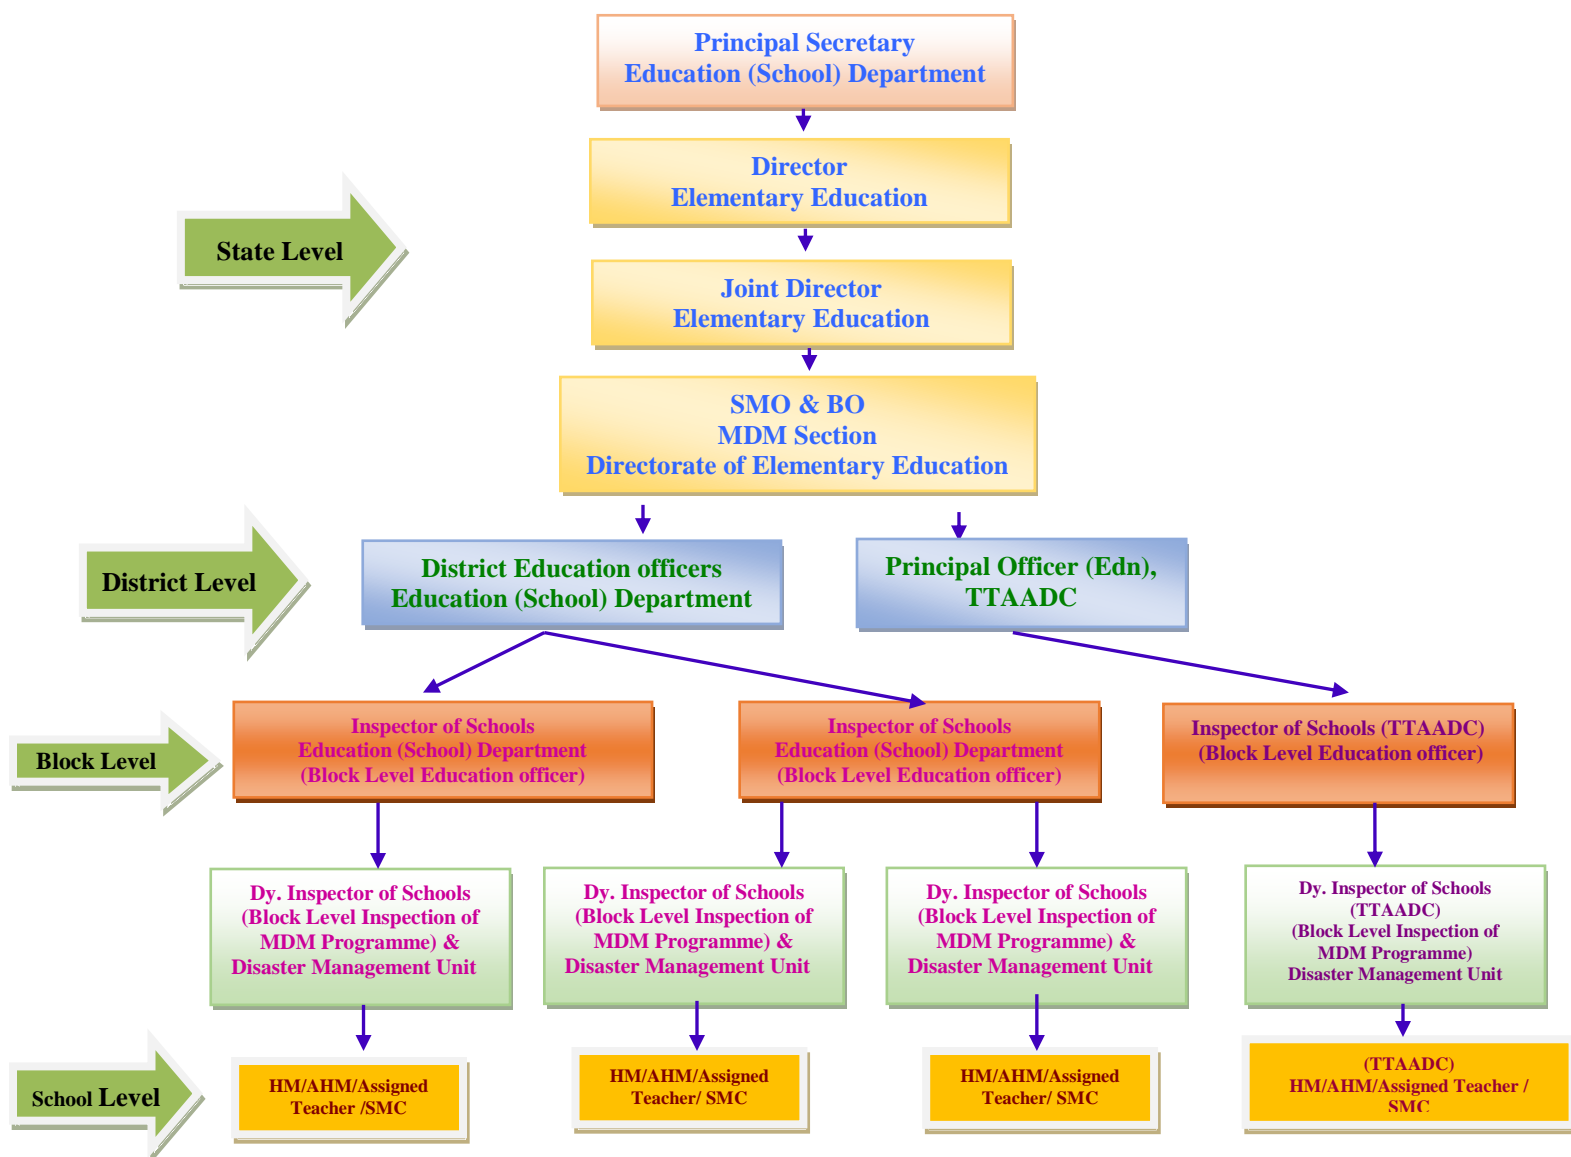 Principal Secretary
Education (School) Department
Director
Elementary Education
State Level
Joint Director
Elementary Education
SMO & BO
MDM Section
Directorate of Elementary Education
District Level
District Education officers
Education (School) Department
Principal Officer (Edn),
TTAADC
Block Level
Inspector of Schools
Education (School) Department
(Block Level Education officer)
Inspector of Schools
Education (School) Department
(Block Level Education officer)
Inspector of Schools (TTAADC)
(Block Level Education officer)
Dy. Inspector of Schools
(Block Level Inspection of
MDM Programme) &
Disaster Management Unit
Dy. Inspector of Schools
(Block Level Inspection of
MDM Programme) &
Disaster Management Unit
Dy. Inspector of Schools
(Block Level Inspection of
MDM Programme) &
Disaster Management Unit
Dy. Inspector of Schools
(TTAADC)
(Block Level Inspection of
MDM Programme)
Disaster Management Unit
School Level
HM/AHM/Assigned
Teacher /SMC
HM/AHM/Assigned
Teacher/ SMC
HM/AHM/Assigned
Teacher/ SMC
(TTAADC)
HM/AHM/Assigned Teacher /
SMC